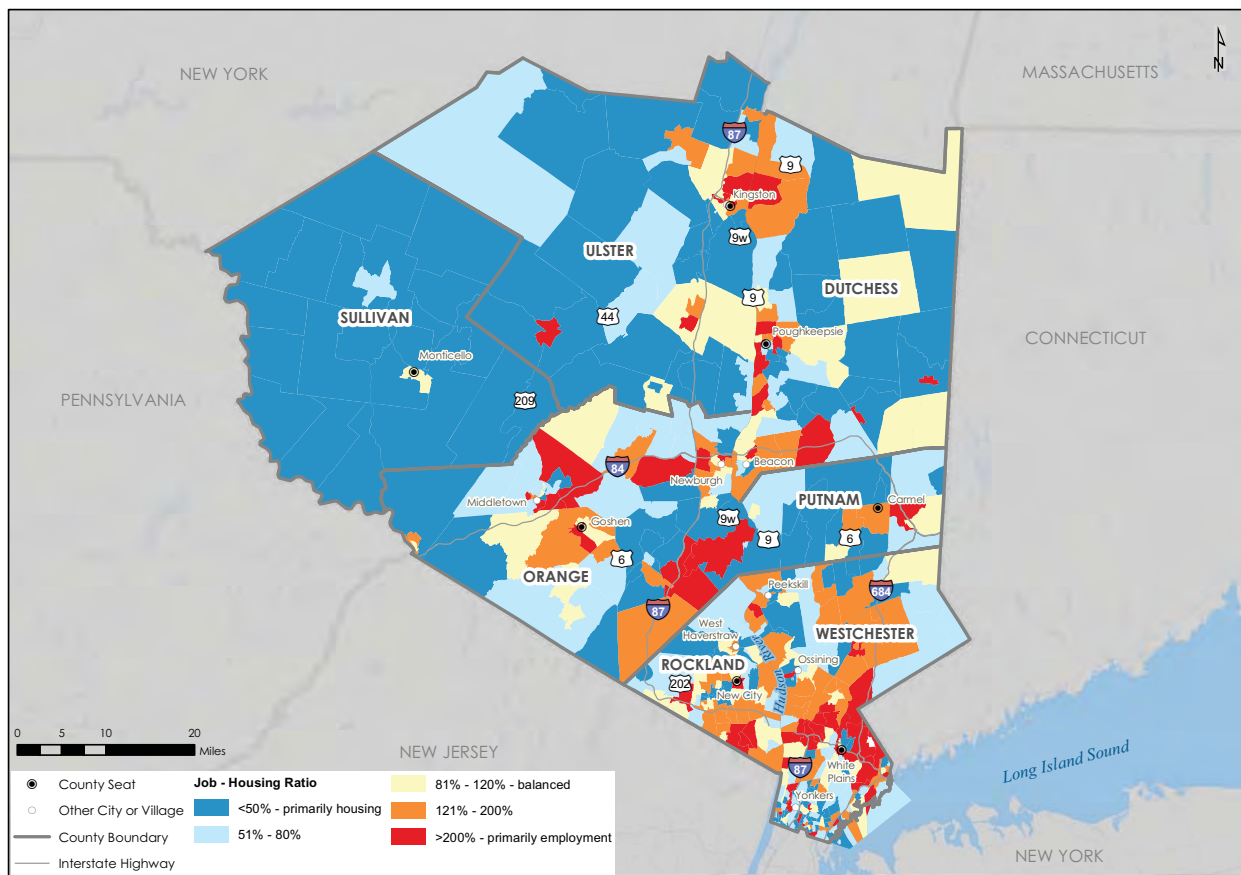 NEW YORK
MASSACHUSETTS
N
87
9
Kingston
9w
ULSTER
DUTCHESS
9
44
SULLIVAN
Poughkeepsie
Monticello
CONNECTICUT
PENNSYLVANIA
209
84
Beacon
Newburgh
Middletown
PUTNAM
Carmel
Goshen
9w
9
6
6
ORANGE
Peekskill
684
87
West
Haverstraw
WESTCHESTER
River
Hudson
ROCKLAND
Ossining
202
New City
0 5 10 20
Miles
NEW JERSEY
White
Plains
Long Island Sound
87
Yonkers
NEW YORK
County Seat
Other City or Village
County Boundary
Interstate Highway
Job - Housing Ratio
<50% - primarily housing
51% - 80%
81% - 120% - balanced
121% - 200%
>200% - primarily employment